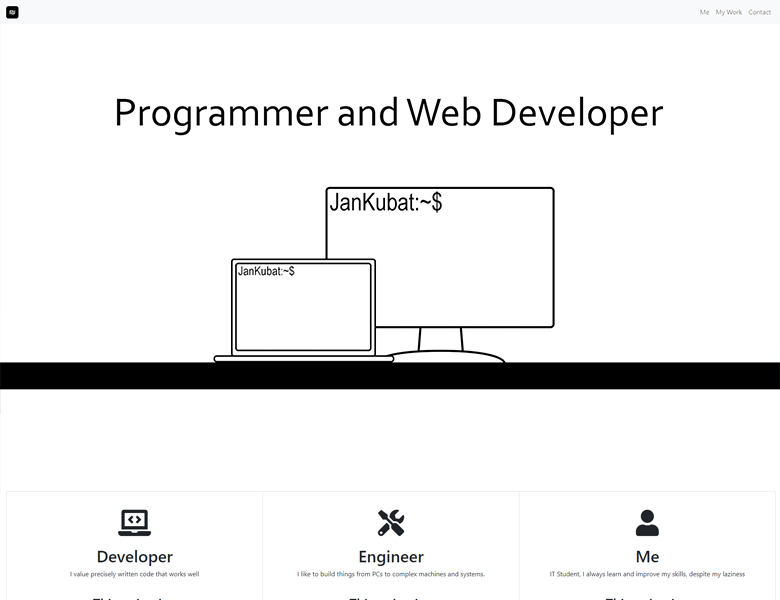 Me My Work Contact
Programmer and Web Developer
JanKubat:~$
JanKubat:~$
Developer Engineer Me
I value precisely written code that works well I like to build things from PCs to complex machines and systems. IT Student, I always learn and improve my skills, despite my laziness